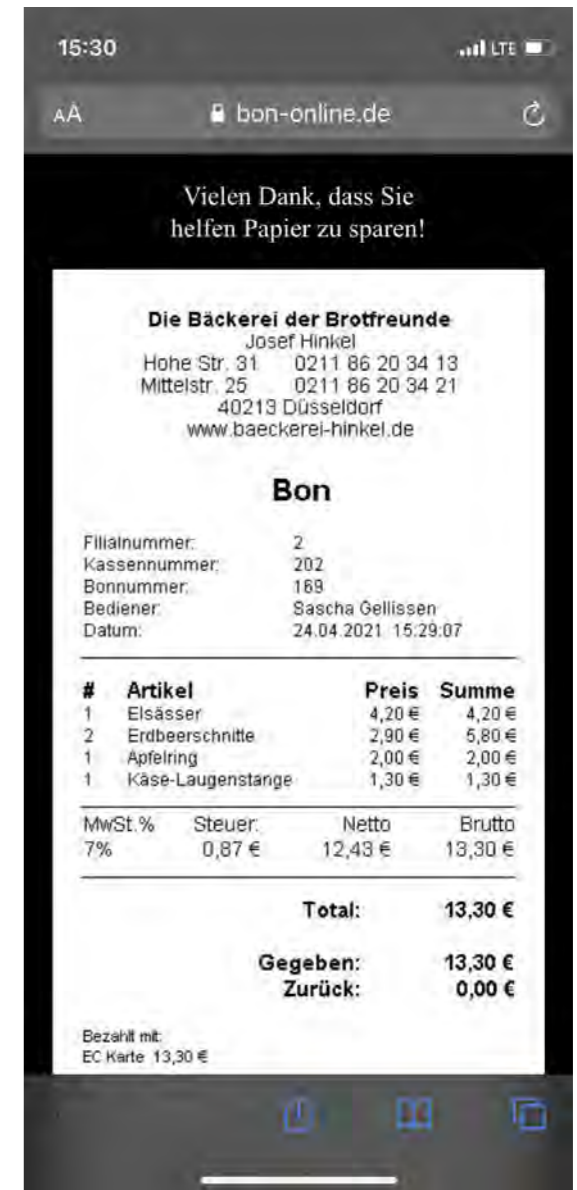 15:30 LTE
AA bon-online.de
Vielen Dank, dass Sie
helfen Papier zu sparen!
Die Bäckerei der Brotfreunde
Josef Hinkel
Hohe Str. 31 0211 86 20 34 13
Mittelstr. 25 0211 86 20 34 21
40213 Düsseldorf
www.baeckerei-hinkel.de
Bon
Filialnummer: 2
Kassennummer: 202
Bonnummer: 169
Bediener: Sascha Gellissen
Datum: 24.04.2021 15:29:07
# Artikel Preis Summe
1 Elsässer 4,20 € 4,20 €
2 Erdbeerschnitte 2,90 € 5,80 €
1 Apfelring 2,00 € 2,00 €
1 Käse-Laugenstange 1,30 € 1,30 €
MwSt.% Steuer: Netto Brutto
7% 0,87 € 12,43 € 13,30 €
Total: 13,30 €
Gegeben: 13,30 €
Zurück: 0,00 €
Bezahlt mit:
EC Karte 13,30 €